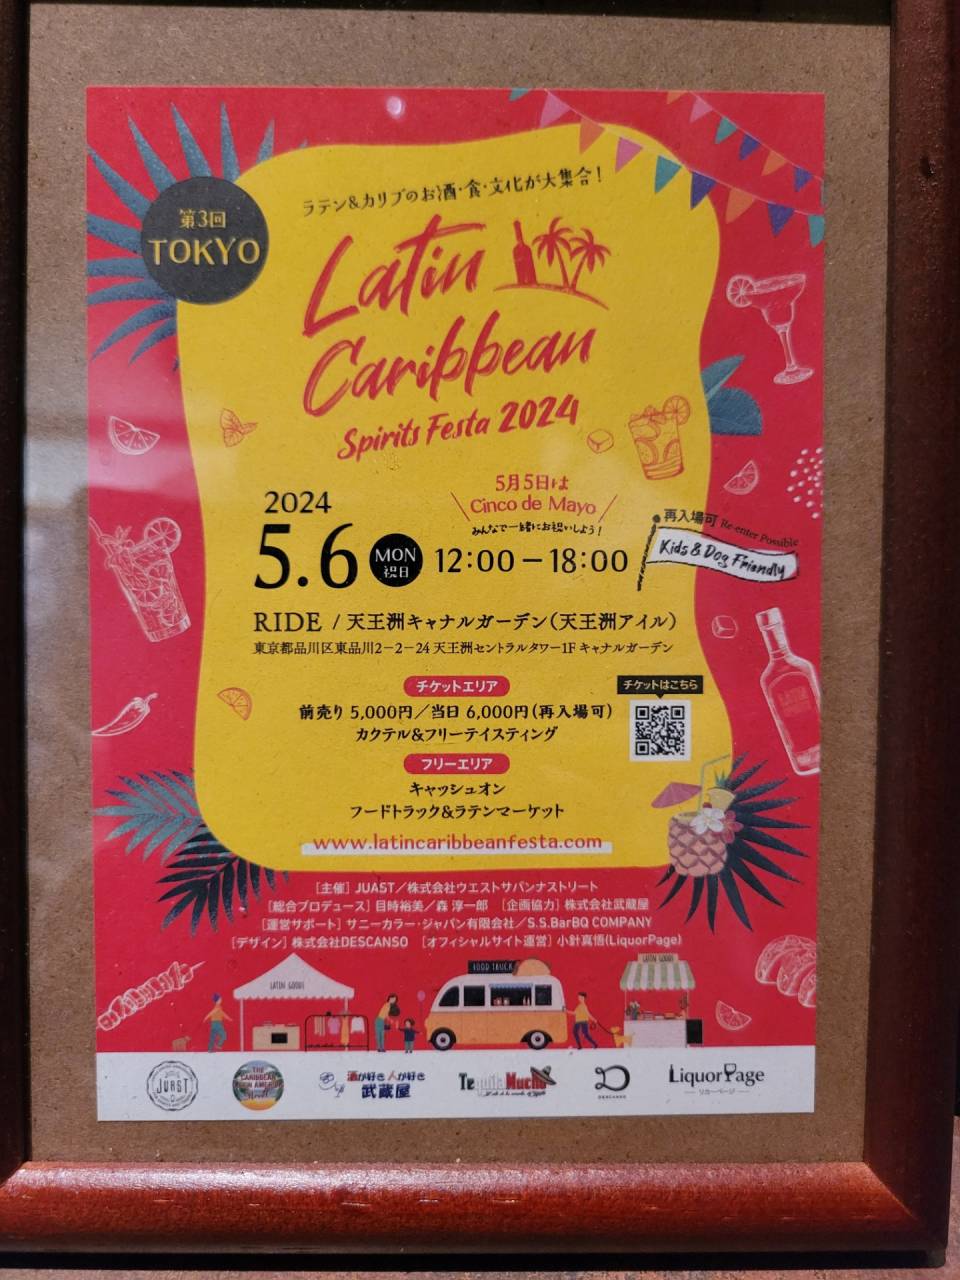 ラテン&カリブのお酒・食・文化が大集合!
第3回
TOKYO
Latin
Caribbean
Spirits Festa 2024
5月5日は
Cinco de Mayo
みんなで一緒にお祝いしよう!
2024
5.6 MON 祝日 12:00-18:00
再入場可 Re-enter Possible
Kids & Dog Friendly
RIDE / 天王洲キャナルガーデン(天王洲アイル)
東京都品川区東品川2-2-24 天王洲セントラルタワー1F キャナルガーデン
チケットエリア
前売り 5,000円/当日 6,000円(再入場可)
カクテル&フリーテイスティング
チケットはこちら
フリーエリア
キャッシュオン
フードトラック&ラテンマーケット
www.latincaribbeanfesta.com
[主催] JUAST/株式会社ウエストサバンナストリート
[総合プロデュース] 目時裕美/森 淳一郎 [企画協力] 株式会社武蔵屋
[運営サポート] サニーカラー・ジャパン有限会社/S.S.BarBQ COMPANY
[デザイン] 株式会社DESCANSO [オフィシャルサイト運営] 小針真悟(LiquorPage)
LATIN GOODS
FOOD TRUCK
LATIN GOODS
JUAST
THE CARIBBEAN
酒が好き 人が好き
武蔵屋
Tequila Mucho
DESCANSO
LiquorPage
リカーページ